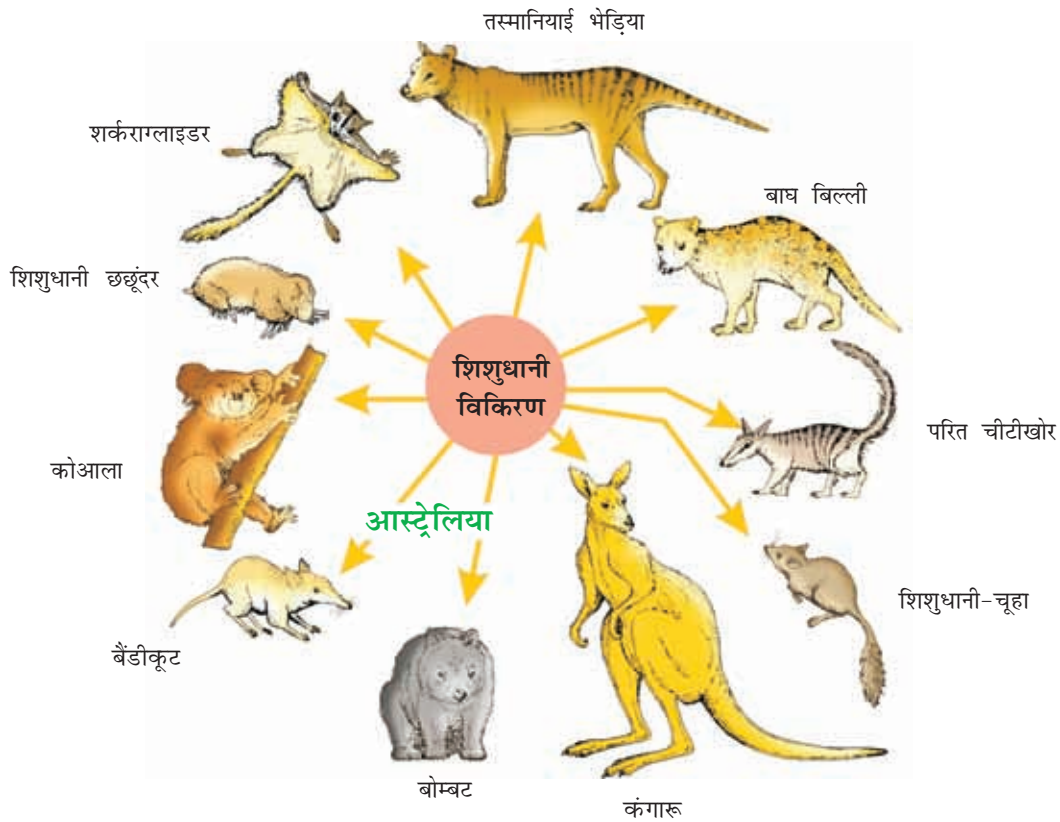 तस्मानियाई भेड़िया
शर्कराग्लाइडर
बाघ बिल्ली
शिशुधानी छछूंदर
शिशुधानी
विकिरण
परित चीटीखोर
कोआला
आस्ट्रेलिया
शिशुधानी-चूहा
बैंडीकूट
बोम्बट
कंगारू